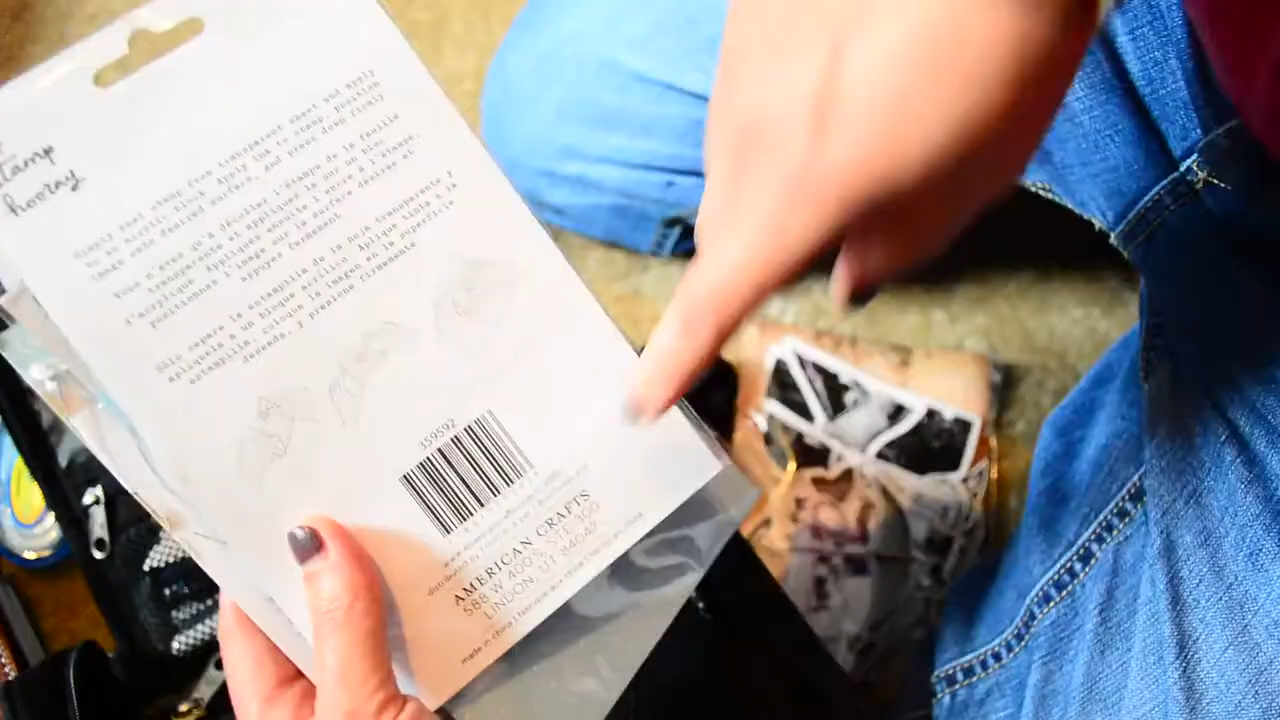 stamp
hooray
Simply peel stamp from transparent sheet and apply
to an acrylic block. Apply ink to stamp, position
image onto desired surface, and press down firmly
Vous n'avez qu'à décoller l'étampe de la feuille
transparente et appliquez la sur un bloc
d'acrylique. Appliquez ensuite l'encre à l'étampe,
positionnez l'image sur la surface désirée et
appuyez fermement
Sólo separe la estampilla de la hoja transparente y
aplíquela a un bloque acrílico. Aplique tinta a la
estampilla, coloque la imagen en la superficie
deseada, y presione firmemente
359592
AMERICAN CRAFTS
588 W 400 S, STE 300
LINDON, UT 84042
made in china